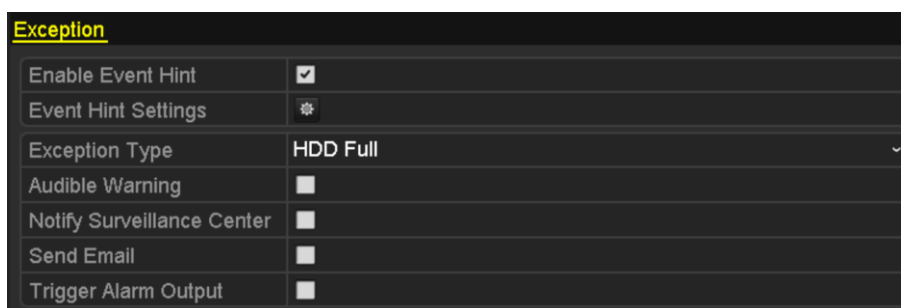 Exception
Enable Event Hint
Event Hint Settings
Exception Type HDD Full
Audible Warning
Notify Surveillance Center
Send Email
Trigger Alarm Output